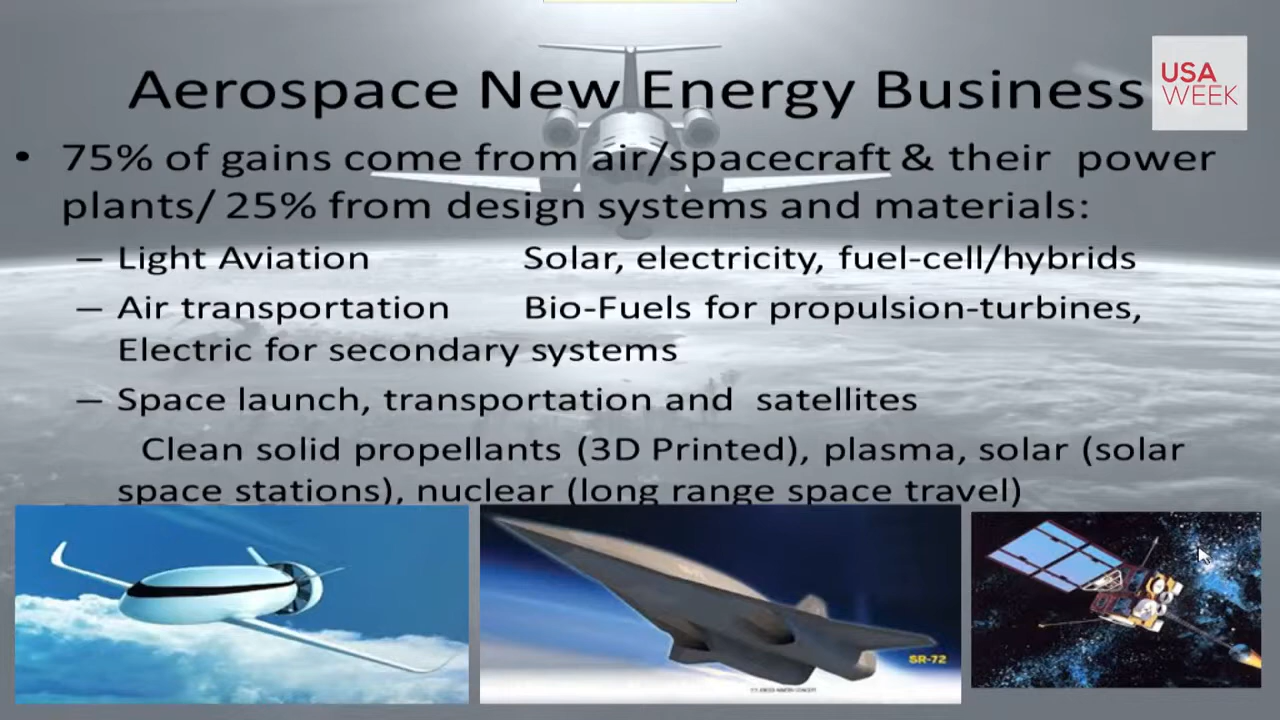 Aerospace New Energy Business
USA
WEEK
• 75% of gains come from air/spacecraft & their power
plants/ 25% from design systems and materials:
– Light Aviation Solar, electricity, fuel-cell/hybrids
– Air transportation Bio-Fuels for propulsion-turbines,
Electric for secondary systems
– Space launch, transportation and satellites
Clean solid propellants (3D Printed), plasma, solar (solar
space stations), nuclear (long range space travel)
SR-72